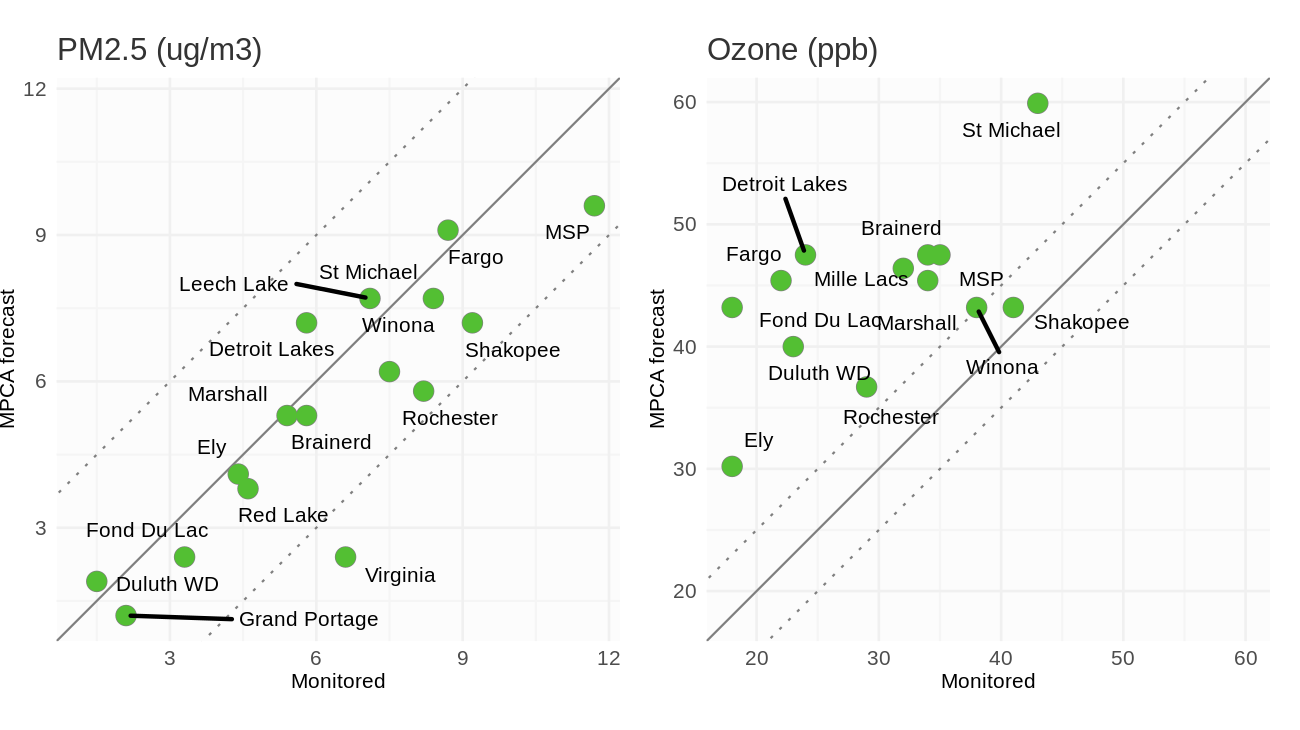 PM2.5 (ug/m3)
MPCA forecast
12
9
6
3
MSP
Fargo
St Michael
Leech Lake
Winona
Detroit Lakes
Shakopee
Marshall
Rochester
Brainerd
Ely
Red Lake
Fond Du Lac
Virginia
Duluth WD
Grand Portage
3
6
9
12
Monitored
Ozone (ppb)
MPCA forecast
60
50
40
30
20
St Michael
Detroit Lakes
Brainerd
Fargo
Mille Lacs
MSP
Fond Du Lac
Marshall
Shakopee
Winona
Duluth WD
Rochester
Ely
20
30
40
50
60
Monitored